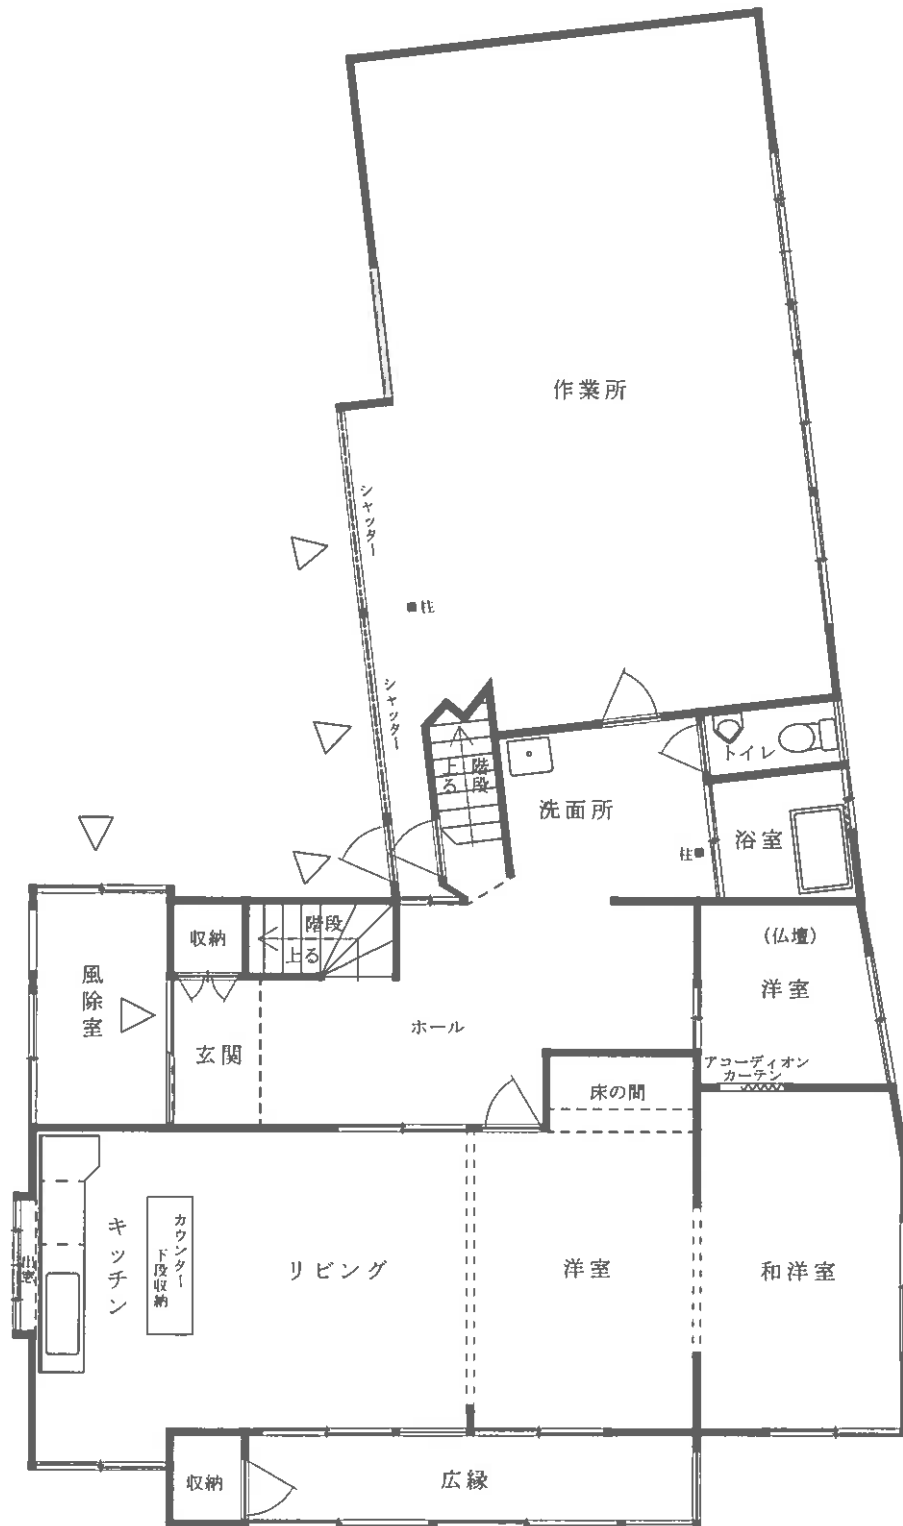 作業所
シャッター
柱
シャッター
階段
上る
トイレ
洗面所
浴室
柱
収納
階段
上る
(仏壇)
洋室
風除室
玄関
ホール
アコーディオン
カーテン
床の間
キッチン
カウンター
下段収納
リビング
洋室
和洋室
出窓
収納
広縁